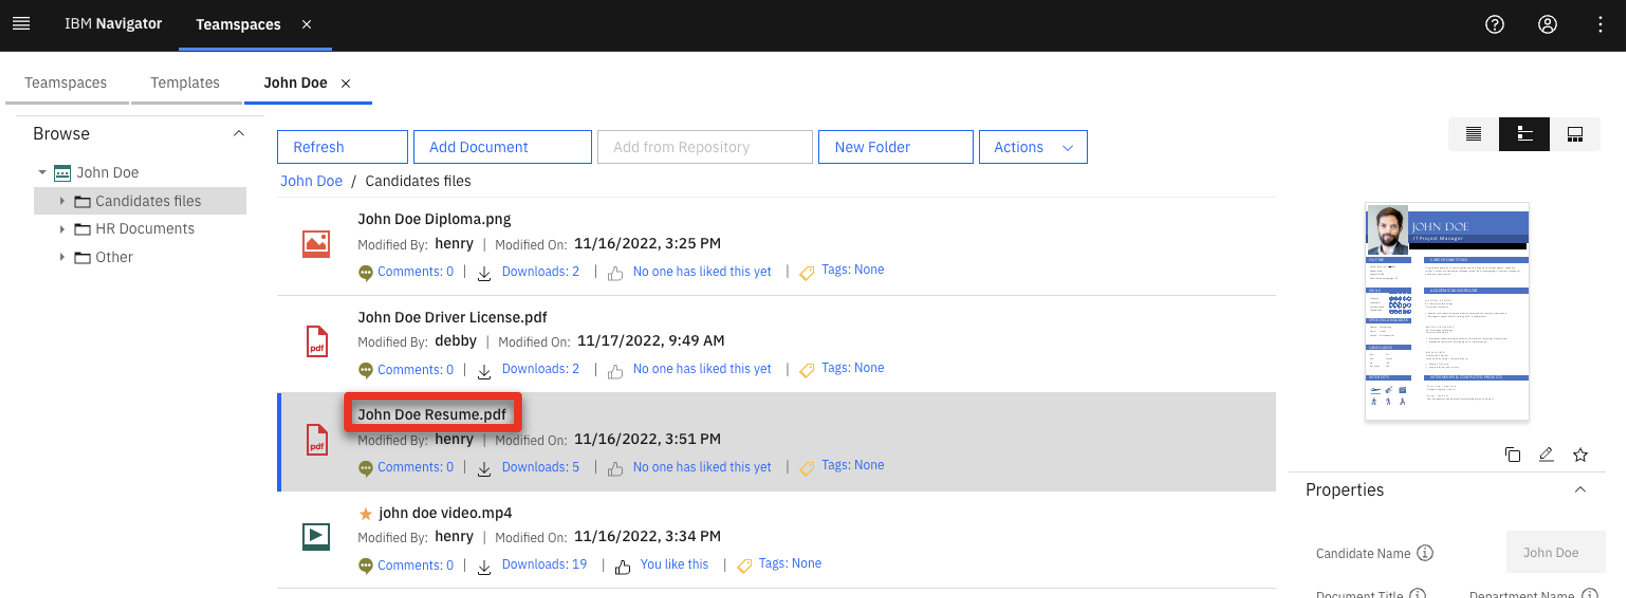 IBM Navigator Teamspaces
Teamspaces Templates John Doe
Browse
John Doe
Candidates files
HR Documents
Other
Refresh Add Document Add from Repository New Folder Actions
John Doe / Candidates files
John Doe Diploma.png
Modified By: henry | Modified On: 11/16/2022, 3:25 PM
Comments: 0 | Downloads: 2 | No one has liked this yet | Tags: None
John Doe Driver License.pdf
pdf
Modified By: debby | Modified On: 11/17/2022, 9:49 AM
Comments: 0 | Downloads: 2 | No one has liked this yet | Tags: None
John Doe Resume.pdf
pdf
Modified By: henry | Modified On: 11/16/2022, 3:51 PM
Comments: 0 | Downloads: 5 | No one has liked this yet | Tags: None
john doe video.mp4
Modified By: henry | Modified On: 11/16/2022, 3:34 PM
Comments: 0 | Downloads: 19 | You like this | Tags: None
JOHN DOE
IT Project Manager
Properties
Candidate Name John Doe
Document Title Department Name